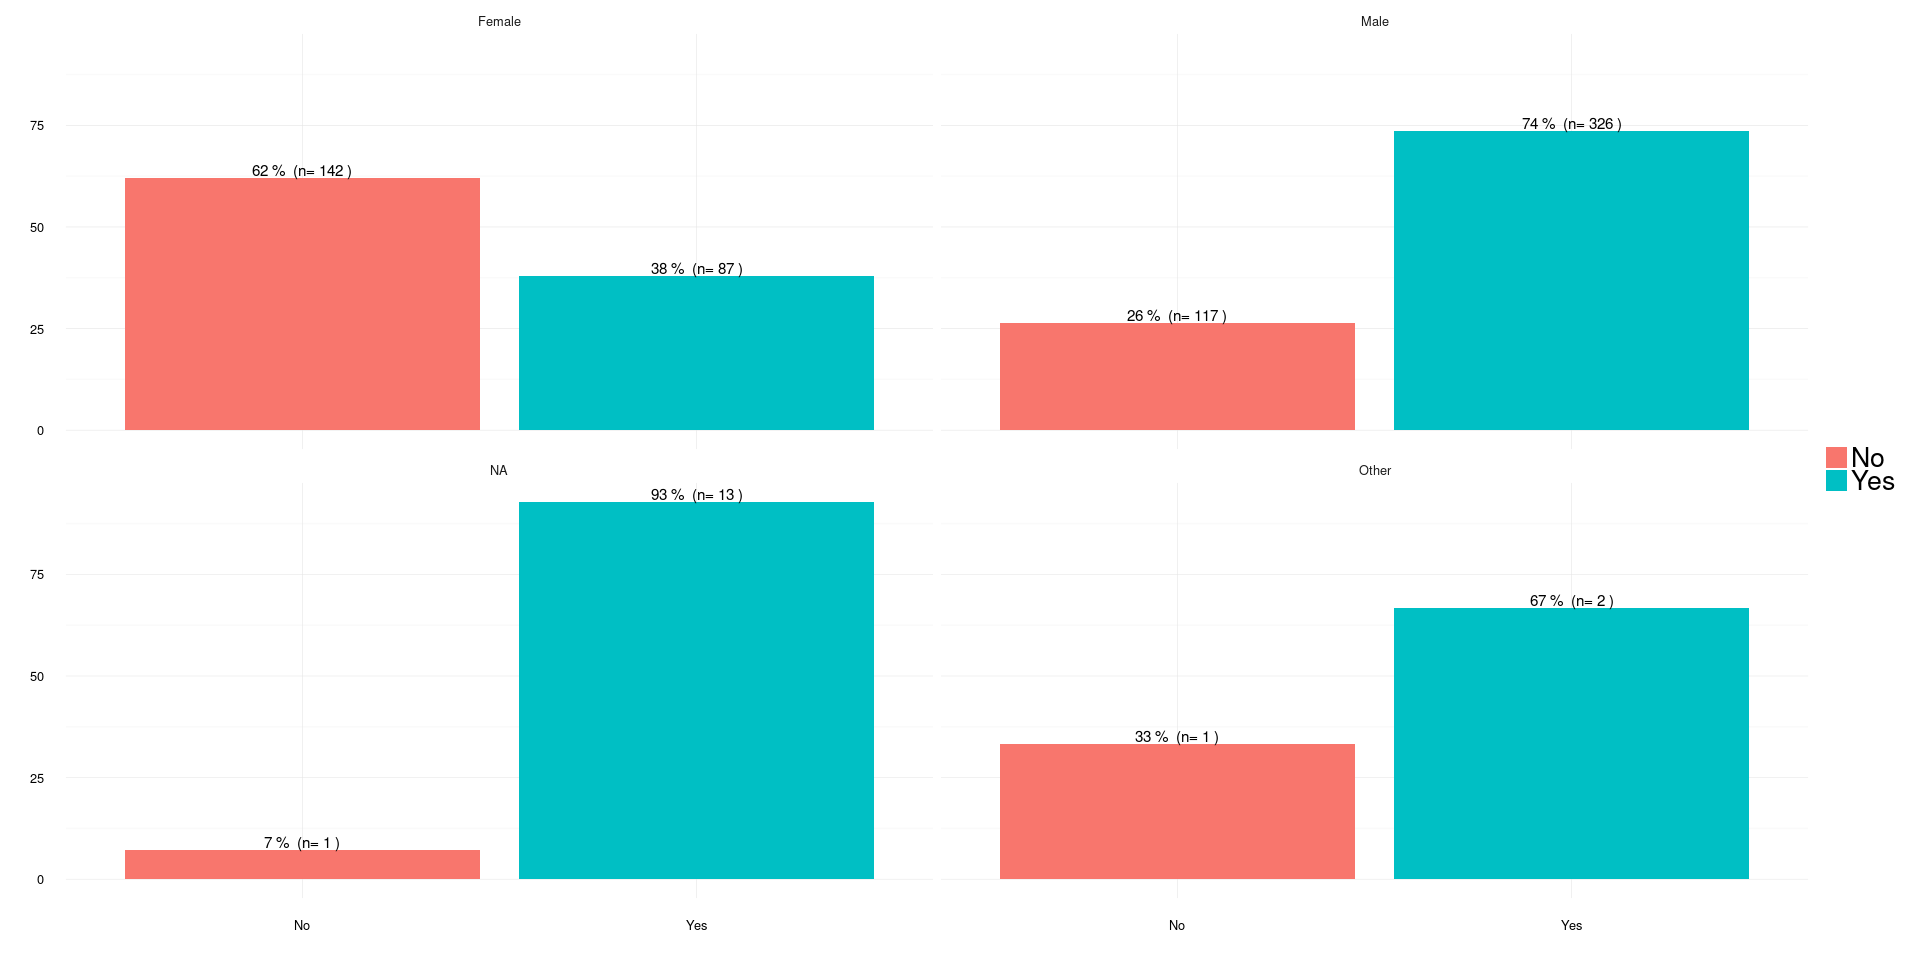 Female
Male
75
50
25
0
62 % (n= 142 )
38 % (n= 87 )
26 % (n= 117 )
74 % (n= 326 )
NA
Other
75
50
25
0
7 % (n= 1 )
93 % (n= 13 )
33 % (n= 1 )
67 % (n= 2 )
No
Yes
No
Yes
No
Yes